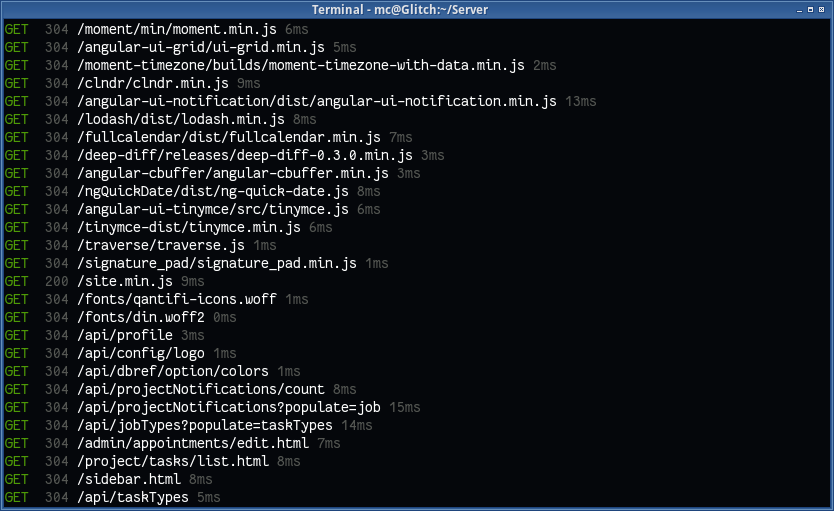 Terminal - mc@Glitch:~/Server
GET 304 /moment/min/moment.min.js 6ms
GET 304 /angular-ui-grid/ui-grid.min.js 5ms
GET 304 /moment-timezone/builds/moment-timezone-with-data.min.js 2ms
GET 304 /clndr/clndr.min.js 9ms
GET 304 /angular-ui-notification/dist/angular-ui-notification.min.js 13ms
GET 304 /lodash/dist/lodash.min.js 8ms
GET 304 /fullcalendar/dist/fullcalendar.min.js 7ms
GET 304 /deep-diff/releases/deep-diff-0.3.0.min.js 3ms
GET 304 /angular-cbuffer/angular-cbuffer.min.js 3ms
GET 304 /ngQuickDate/dist/ng-quick-date.js 8ms
GET 304 /angular-ui-tinymce/src/tinymce.js 6ms
GET 304 /tinymce-dist/tinymce.min.js 6ms
GET 304 /traverse/traverse.js 1ms
GET 304 /signature_pad/signature_pad.min.js 1ms
GET 200 /site.min.js 9ms
GET 304 /fonts/qantifi-icons.woff 1ms
GET 304 /fonts/din.woff2 0ms
GET 304 /api/profile 3ms
GET 304 /api/config/logo 1ms
GET 304 /api/dbref/option/colors 1ms
GET 304 /api/projectNotifications/count 8ms
GET 304 /api/projectNotifications?populate=job 15ms
GET 304 /api/jobTypes?populate=taskTypes 14ms
GET 304 /admin/appointments/edit.html 7ms
GET 304 /project/tasks/list.html 8ms
GET 304 /sidebar.html 8ms
GET 304 /api/taskTypes 5ms